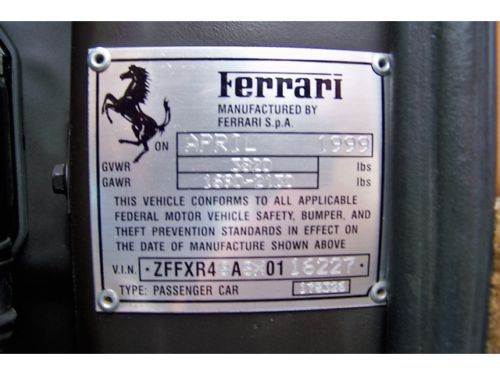 Ferrari
MANUFACTURED BY
FERRARI S.p.A.
ON APRIL 1999
GVWR lbs
GAWR lbs
THIS VEHICLE CONFORMS TO ALL APPLICABLE
FEDERAL MOTOR VEHICLE SAFETY, BUMPER, AND
THEFT PREVENTION STANDARDS IN EFFECT ON
THE DATE OF MANUFACTURE SHOWN ABOVE
V.I.N.
TYPE: PASSENGER CAR